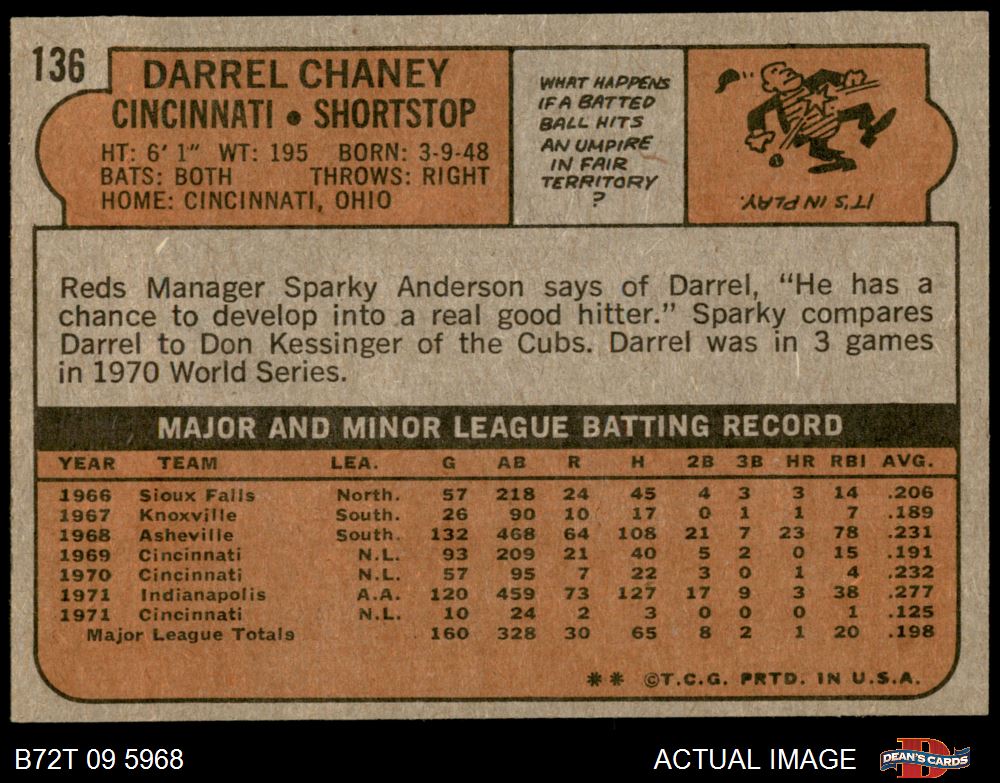 136
DARREL CHANEY
CINCINNATI • SHORTSTOP
HT: 6' 1" WT: 195 BORN: 3-9-48
BATS: BOTH THROWS: RIGHT
HOME: CINCINNATI, OHIO
WHAT HAPPENS
IF A BATTED
BALL HITS
AN UMPIRE
IN FAIR
TERRITORY
?
IT'S IN PLAY.
Reds Manager Sparky Anderson says of Darrel, "He has a
chance to develop into a real good hitter." Sparky compares
Darrel to Don Kessinger of the Cubs. Darrel was in 3 games
in 1970 World Series.
MAJOR AND MINOR LEAGUE BATTING RECORD
YEAR TEAM LEA. G AB R H 2B 3B HR RBI AVG.
1966 Sioux Falls North. 57 218 24 45 4 3 3 14 .206
1967 Knoxville South. 26 90 10 17 0 1 1 7 .189
1968 Asheville South. 132 468 64 108 21 7 23 78 .231
1969 Cincinnati N.L. 93 209 21 40 5 2 0 15 .191
1970 Cincinnati N.L. 57 95 7 22 3 0 1 4 .232
1971 Indianapolis A.A. 120 459 73 127 17 9 3 38 .277
1971 Cincinnati N.L. 10 24 2 3 0 0 0 1 .125
Major League Totals 160 328 30 65 8 2 1 20 .198
** ©T.C.G. PRTD. IN U.S.A.
B72T 09 5968
ACTUAL IMAGE
DEAN'S CARDS